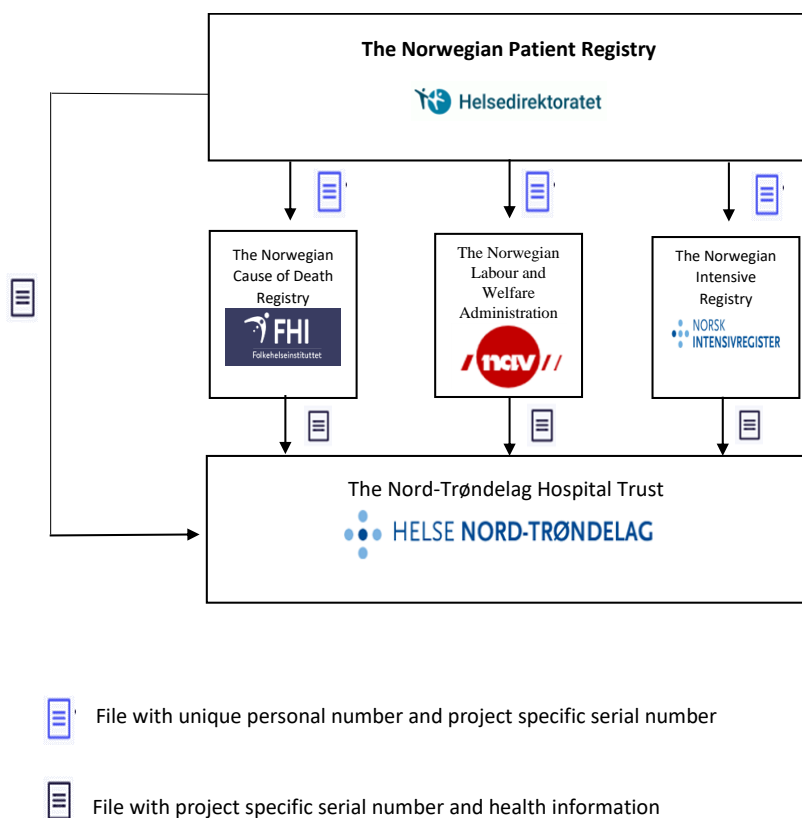 The Norwegian Patient Registry
Helsedirektoratet
The Norwegian
Cause of Death
Registry
FHI
Folkehelseinstituttet
The Norwegian
Labour and
Welfare
Administration
nav
The Norwegian
Intensive
Registry
NORSK
INTENSIVREGISTER
The Nord-Trøndelag Hospital Trust
HELSE NORD-TRØNDELAG
File with unique personal number and project specific serial number
File with project specific serial number and health information